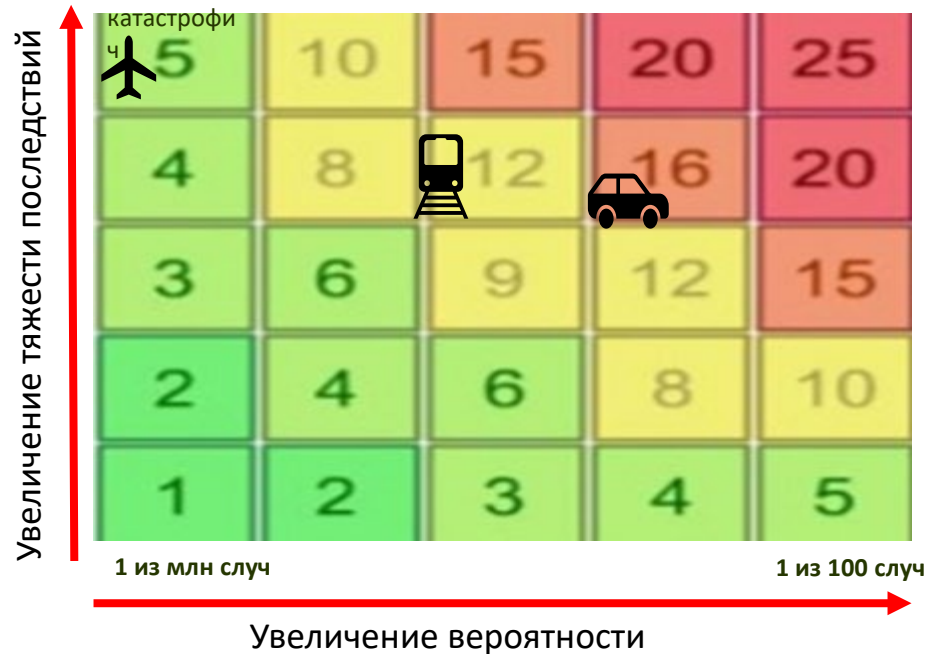 Увеличение тяжести последствий
катастрофи
ч
5 10 15 20 25
4 8 12 16 20
3 6 9 12 15
2 4 6 8 10
1 2 3 4 5
1 из млн случ
1 из 100 случ
Увеличение вероятности